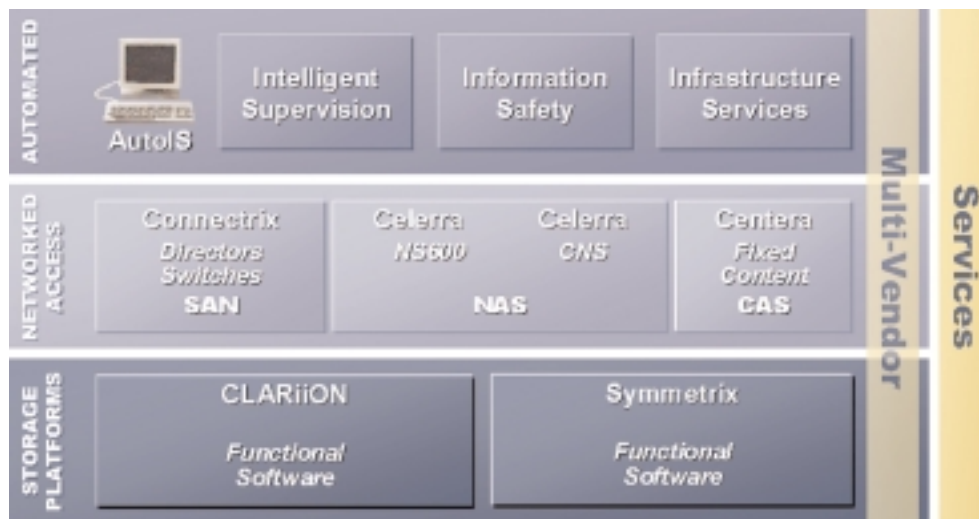 AUTOMATED
AutoIS
Intelligent
Supervision
Information
Safety
Infrastructure
Services
NETWORKED
ACCESS
Connectrix
Directors
Switches
SAN
Celerra
NS600
Celerra
CNS
NAS
Centera
Fixed
Content
CAS
STORAGE
PLATFORMS
CLARiiON
Functional
Software
Symmetrix
Functional
Software
Multi-Vendor
Services